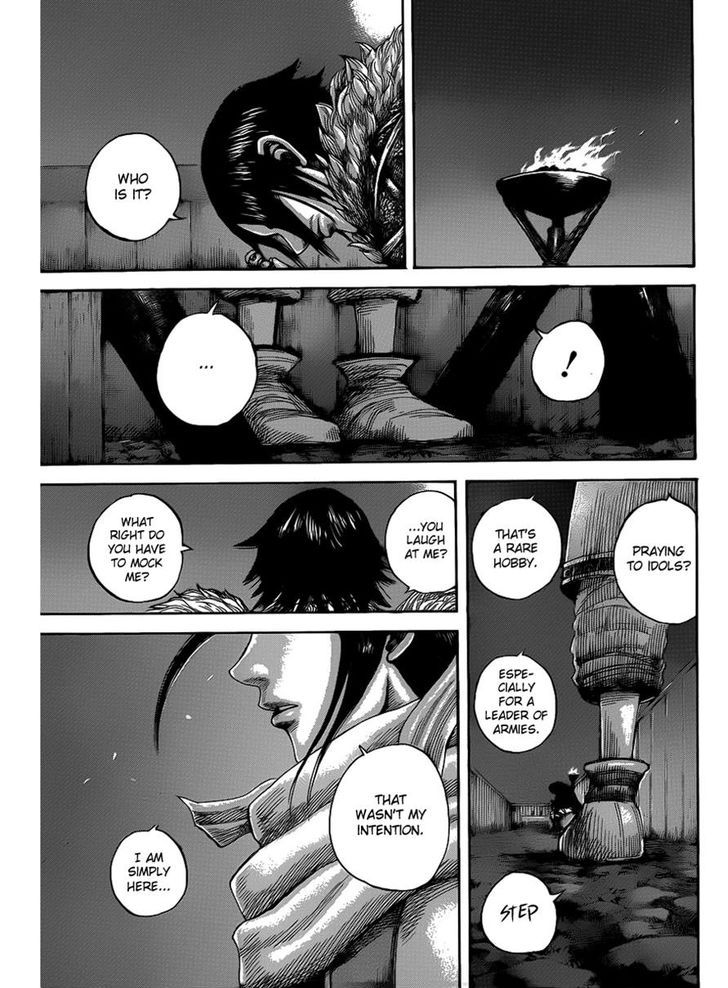 WHO
IS IT?
!
...
PRAYING
TO IDOLS?
THAT'S
A RARE
HOBBY.
ESPE-
CIALLY
FOR A
LEADER OF
ARMIES.
STEP
...YOU
LAUGH
AT ME?
WHAT
RIGHT DO
YOU HAVE
TO MOCK
ME?
THAT
WASN'T MY
INTENTION.
I AM
SIMPLY
HERE...